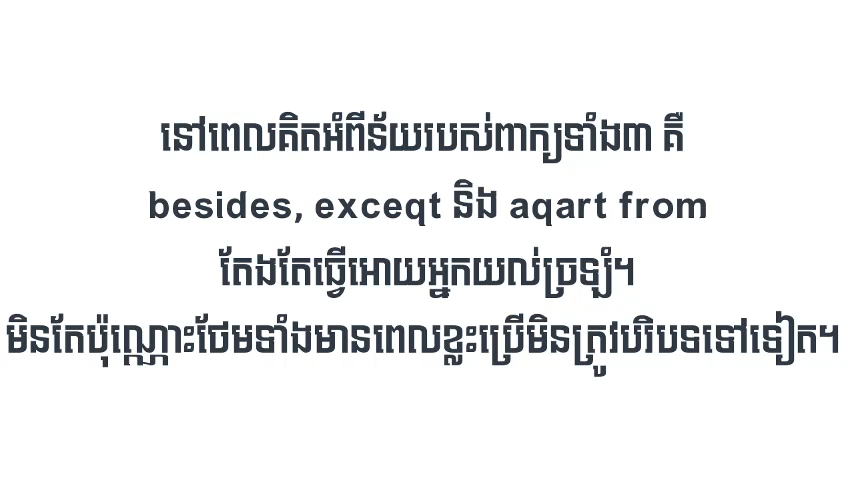 នៅពេលគិតអំពីន័យរបស់ពាក្យទាំង៣ គឺ
besides, exceqt និង aqart from
តែងតែធ្វើអោយអ្នកយល់ច្រឡំ។
មិនតែប៉ុណ្ណោះថែមទាំងមានពេលខ្លះប្រើមិនត្រូវបរិបទទៅទៀត។